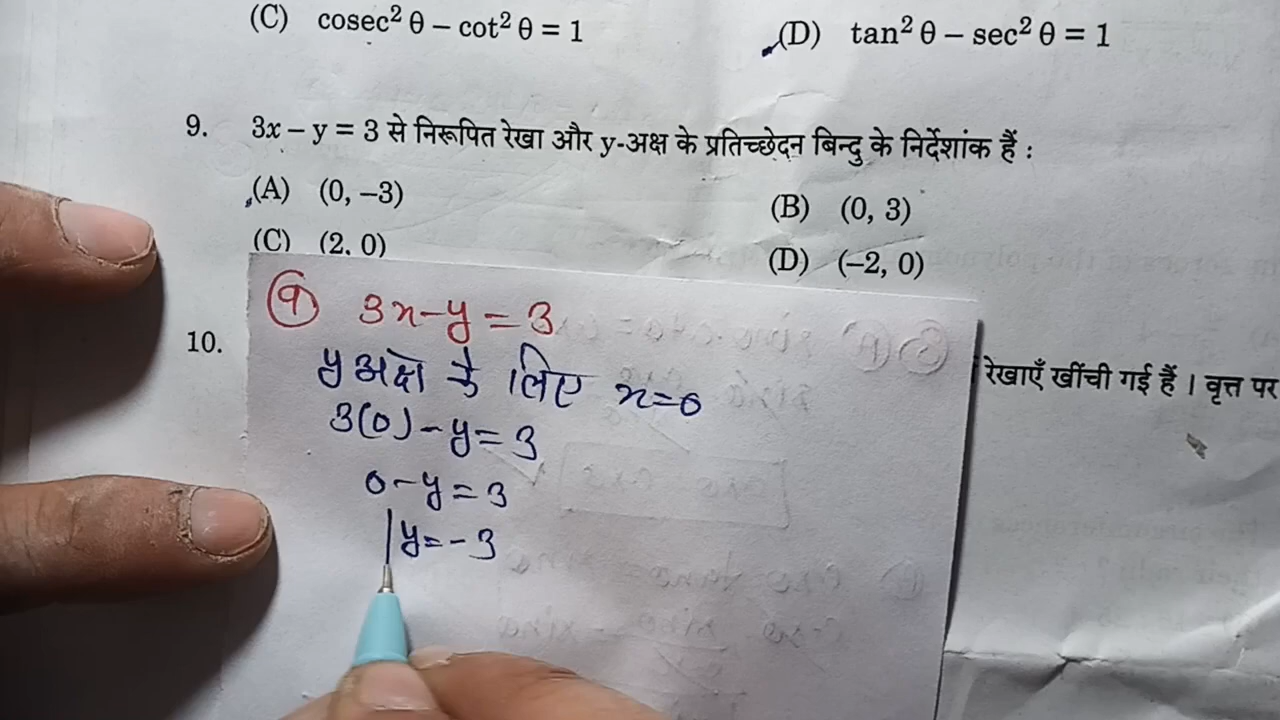 (C) cosec² θ – cot² θ = 1 (D) tan² θ – sec² θ = 1
9. 3x – y = 3 से निरूपित रेखा और y-अक्ष के प्रतिच्छेदन बिन्दु के निर्देशांक हैं :
(A) (0, –3) (B) (0, 3)
(C) (2, 0) (D) (–2, 0)
⑨ 3x-y=3
10.
y अक्ष के लिए x=0
रेखाएँ खींची गई हैं । वृत्त पर
3(0)-y=3
0-y=3
y=-3